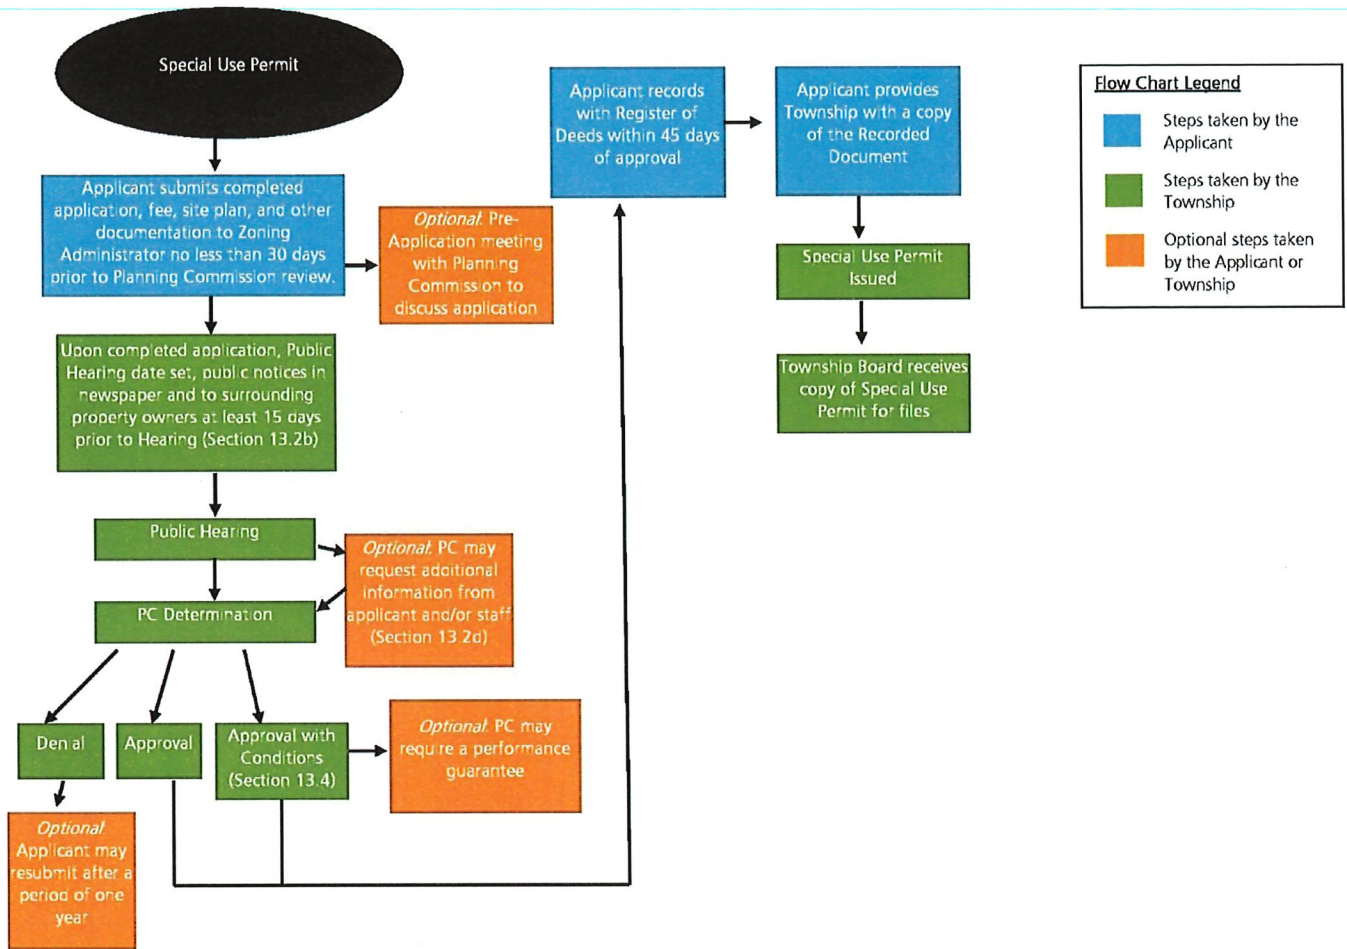 Special Use Permit
Applicant submits completed
application, fee, site plan, and other
documentation to Zoning
Administrator no less than 30 days
prior to Planning Commission review.
Optional: Pre-
Application meeting
with Planning
Commission to
discuss application
Upon completed application, Public
Hearing date set, public notices in
newspaper and to surrounding
property owners at least 15 days
prior to Hearing (Section 13.2b)
Public Hearing
Optional: PC may
request additional
information from
applicant and/or staff
(Section 13.2d)
PC Determination
Denial
Approval
Approval with
Conditions
(Section 13.4)
Optional: PC may
require a performance
guarantee
Optional:
Applicant may
resubmit after a
period of one
year
Applicant records
with Register of
Deeds within 45 days
of approval
Applicant provides
Township with a copy
of the Recorded
Document
Special Use Permit
Issued
Township Board receives
copy of Special Use
Permit for files
Flow Chart Legend
Steps taken by the
Applicant
Steps taken by the
Township
Optional steps taken
by the Applicant or
Township